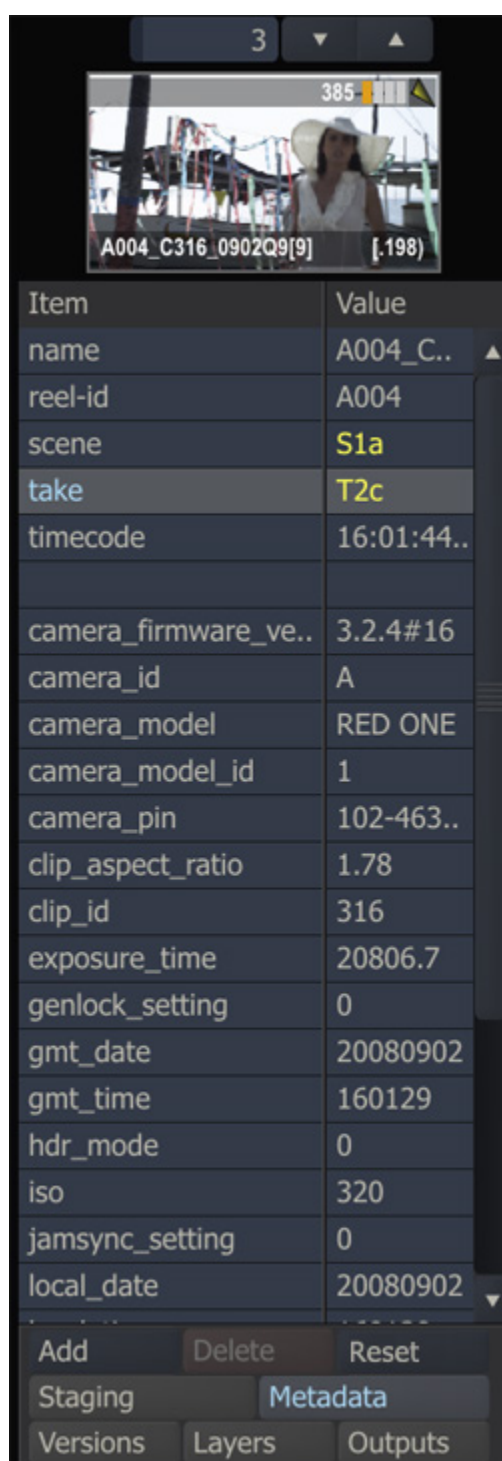 3
385
A004_C316_0902Q9[9] [.198)
Item Value
name A004_C..
reel-id A004
scene S1a
take T2c
timecode 16:01:44..
camera_firmware_ve.. 3.2.4#16
camera_id A
camera_model RED ONE
camera_model_id 1
camera_pin 102-463..
clip_aspect_ratio 1.78
clip_id 316
exposure_time 20806.7
genlock_setting 0
gmt_date 20080902
gmt_time 160129
hdr_mode 0
iso 320
jamsync_setting 0
local_date 20080902
Add Delete Reset
Staging Metadata
Versions Layers Outputs